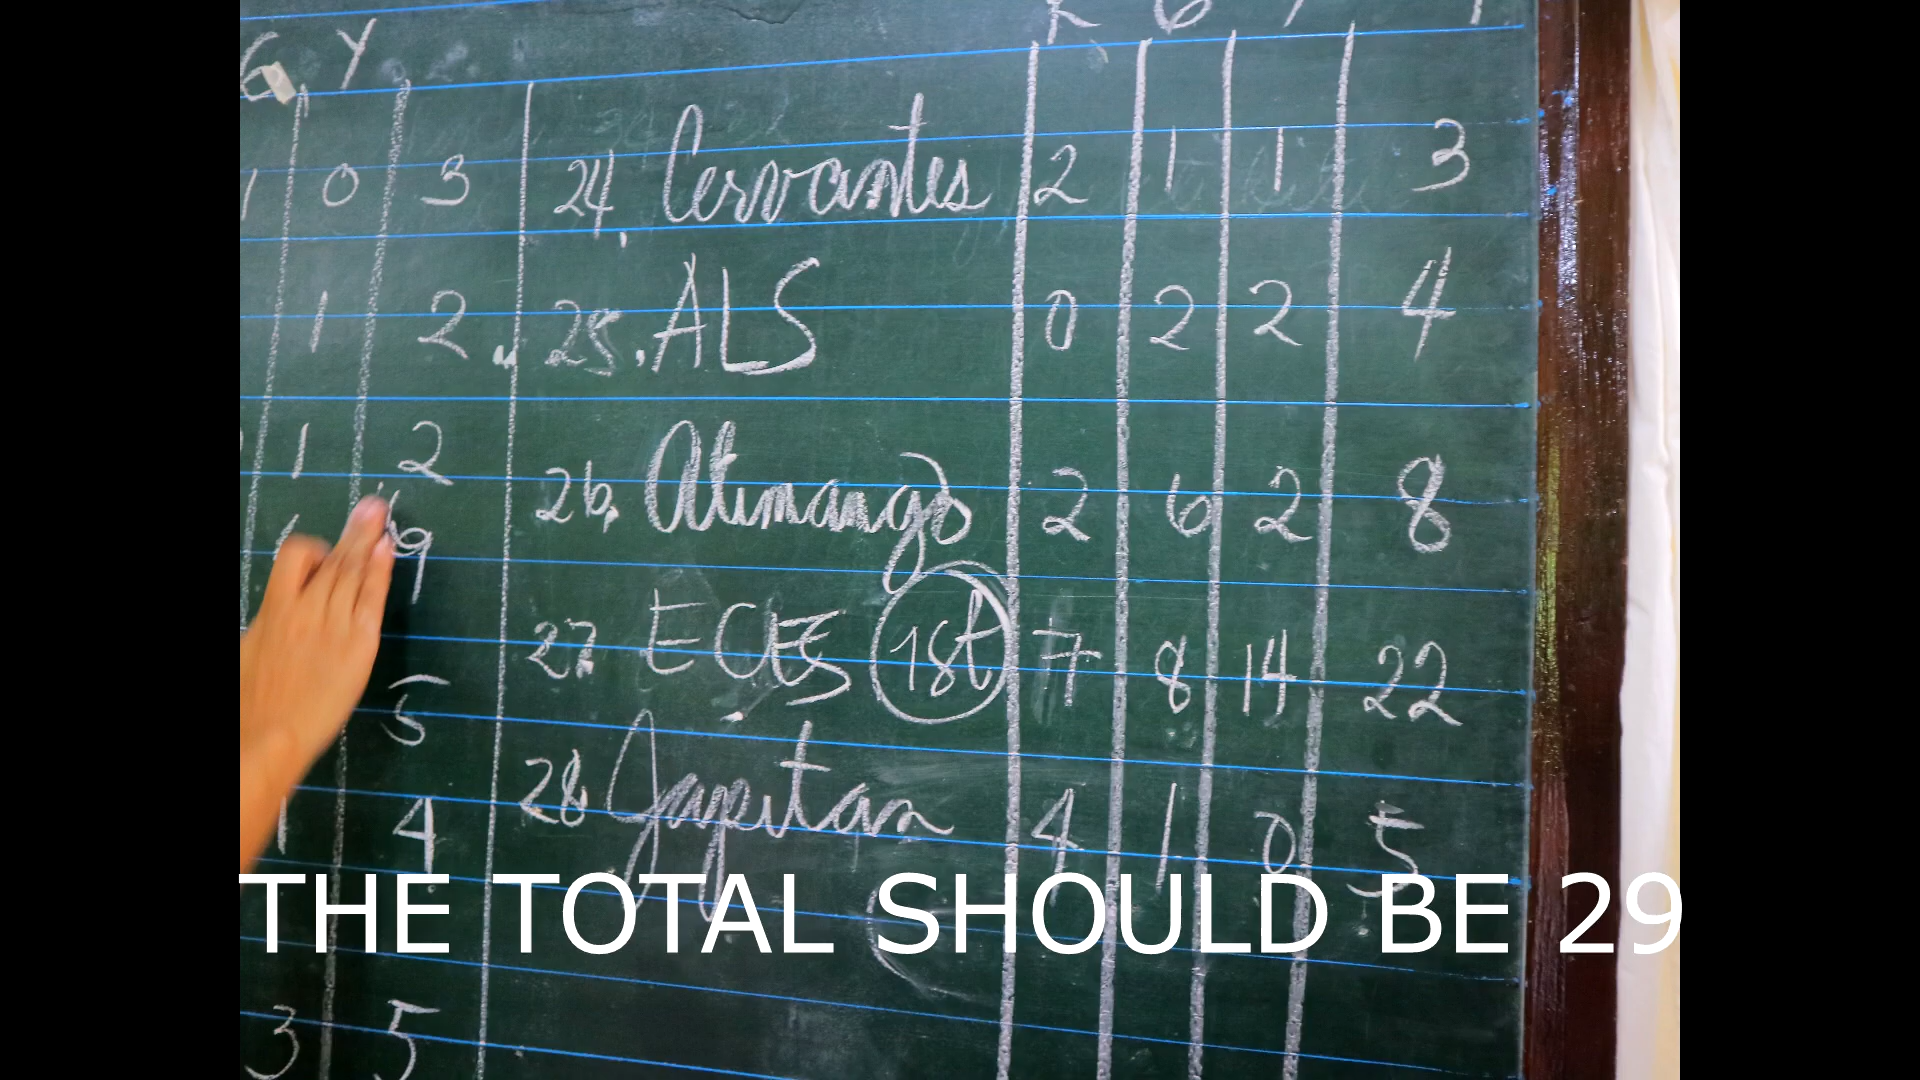 G Y R G Y T
1 0 3 24. Cervantes 2 1 1 3
1 2 25. ALS 0 2 2 4
1 2 26. Atimango 2 6 2 8
9 27 ECES 1st 7 8 14 22
5 28 Japitan 4 1 0 5
1 4
THE TOTAL SHOULD BE 29
3 5